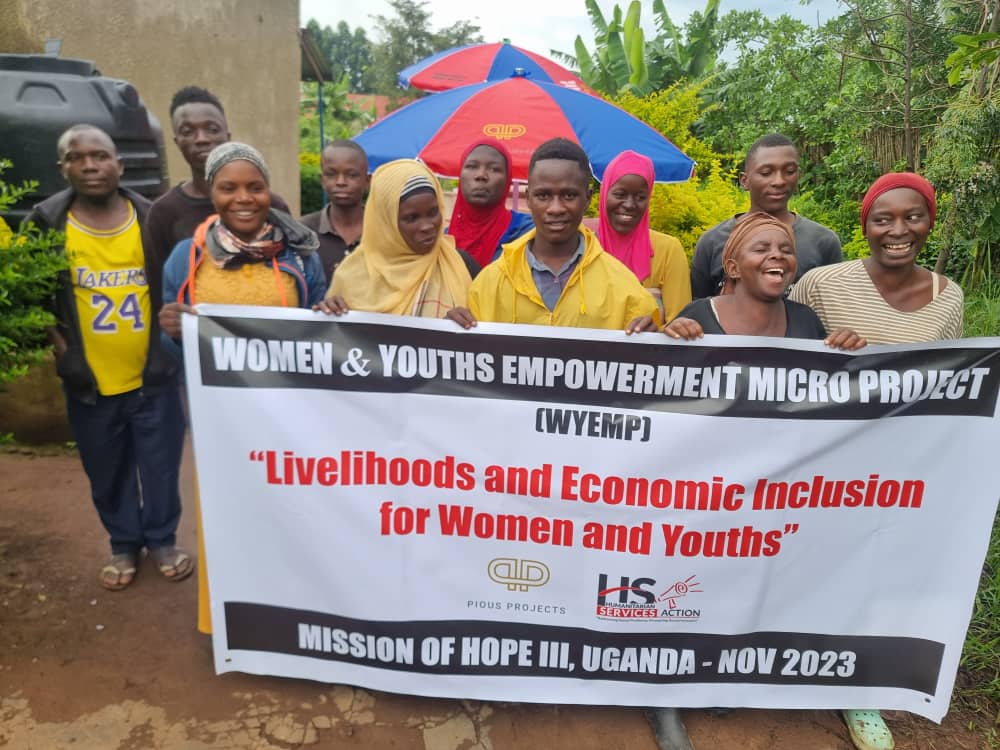 LAKERS
24
WOMEN & YOUTHS EMPOWERMENT MICRO PROJECT
(WYEMP)
“Livelihoods and Economic Inclusion
for Women and Youths”
PIOUS PROJECTS
HS
HUMANITARIAN
SERVICES ACTION
MISSION OF HOPE III, UGANDA - NOV 2023